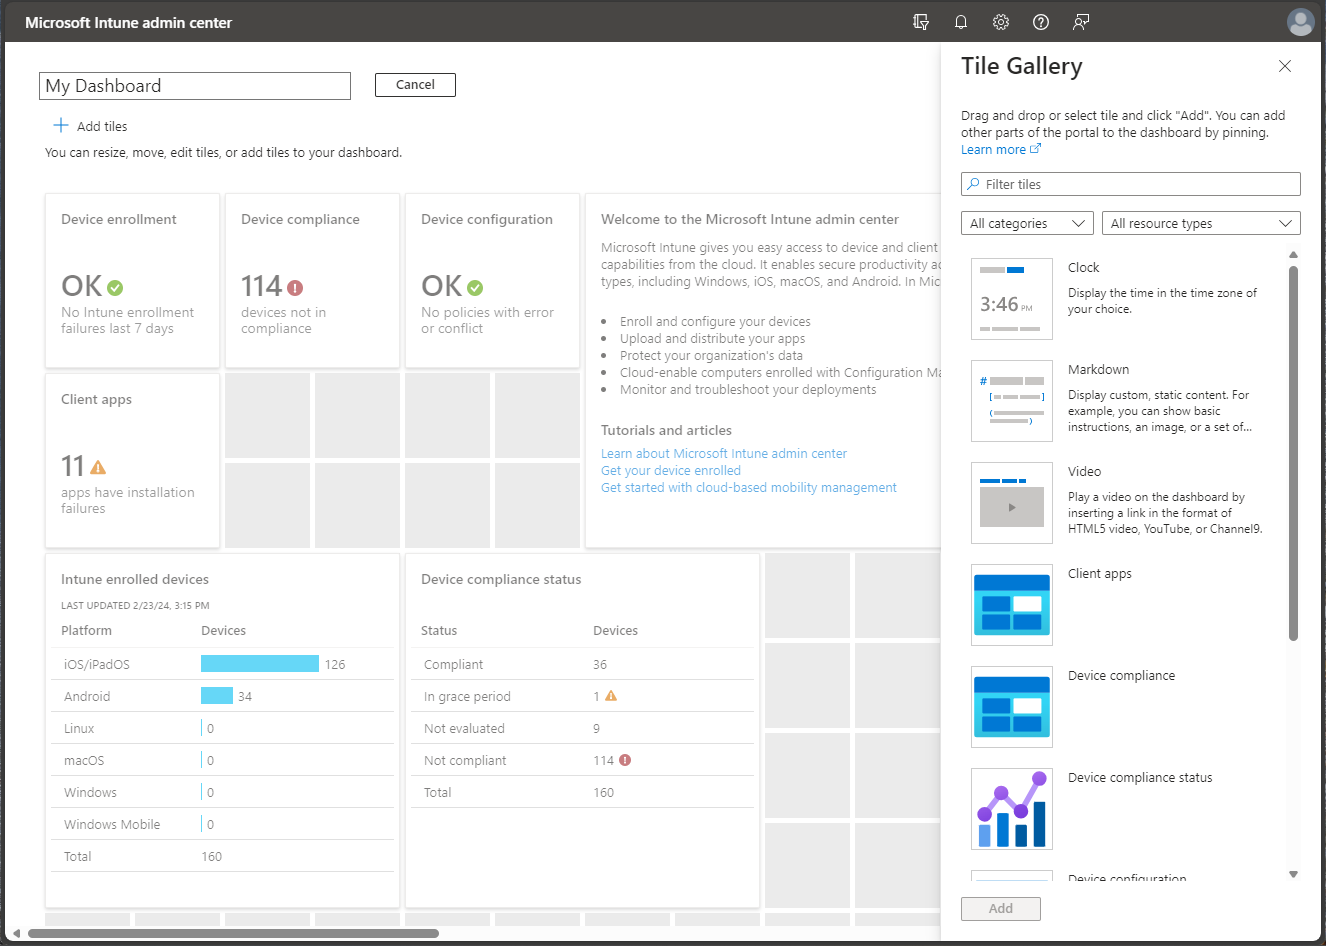 Microsoft Intune admin center
My Dashboard
Cancel
Add tiles
You can resize, move, edit tiles, or add tiles to your dashboard.
Device enrollment
OK
No Intune enrollment
failures last 7 days
Device compliance
114
devices not in
compliance
Device configuration
OK
No policies with error
or conflict
Client apps
11
apps have installation
failures
Welcome to the Microsoft Intune admin center
Microsoft Intune gives you easy access to device and client
capabilities from the cloud. It enables secure productivity
types, including Windows, iOS, macOS, and Android. In
• Enroll and configure your devices
• Upload and distribute your apps
• Protect your organization's data
• Cloud-enable computers enrolled with Configuration
• Monitor and troubleshoot your deployments
Tutorials and articles
Learn about Microsoft Intune admin center
Get your device enrolled
Get started with cloud-based mobility management
Intune enrolled devices
LAST UPDATED 2/23/24, 3:15 PM
Platform Devices
iOS/iPadOS 126
Android 34
Linux 0
macOS 0
Windows 0
Windows Mobile 0
Total 160
Device compliance status
Status Devices
Compliant 36
In grace period 1
Not evaluated 9
Not compliant 114
Total 160
Tile Gallery
Drag and drop or select tile and click "Add". You can add
other parts of the portal to the dashboard by pinning.
Learn more
Filter tiles
All categories
All resource types
3:46 PM
Clock
Display the time in the time zone of
your choice.
Markdown
Display custom, static content. For
example, you can show basic
instructions, an image, or a set of...
Video
Play a video on the dashboard by
inserting a link in the format of
HTML5 video, YouTube, or Channel9.
Client apps
Device compliance
Device compliance status
Device configuration
Add